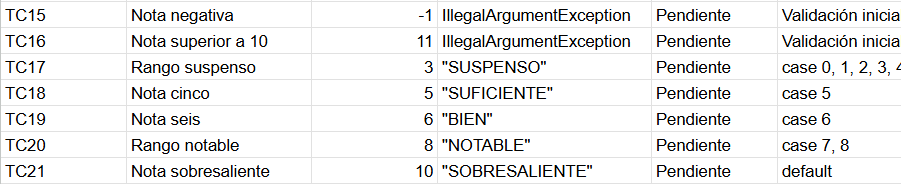 TC15 Nota negativa -1 IllegalArgumentException Pendiente Validación inicia
TC16 Nota superior a 10 11 IllegalArgumentException Pendiente Validación inicia
TC17 Rango suspenso 3 "SUSPENSO" Pendiente case 0, 1, 2, 3, 4
TC18 Nota cinco 5 "SUFICIENTE" Pendiente case 5
TC19 Nota seis 6 "BIEN" Pendiente case 6
TC20 Rango notable 8 "NOTABLE" Pendiente case 7, 8
TC21 Nota sobresaliente 10 "SOBRESALIENTE" Pendiente default